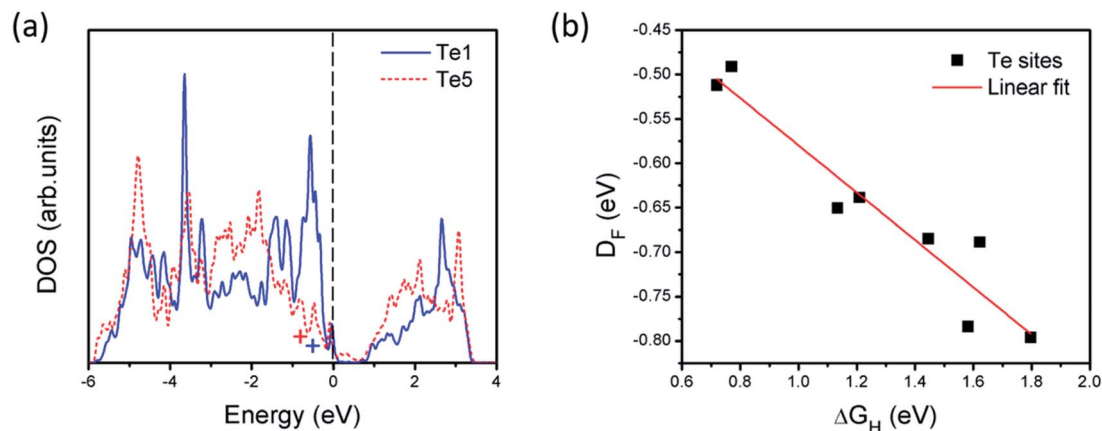 (a)
Te1
Te5
DOS (arb.units)
-6 -4 -2 0 2 4
Energy (eV)
(b)
Te sites
Linear fit
-0.45
-0.50
-0.55
-0.60
-0.65
-0.70
-0.75
-0.80
D_F (eV)
0.6 0.8 1.0 1.2 1.4 1.6 1.8 2.0
ΔG_H (eV)